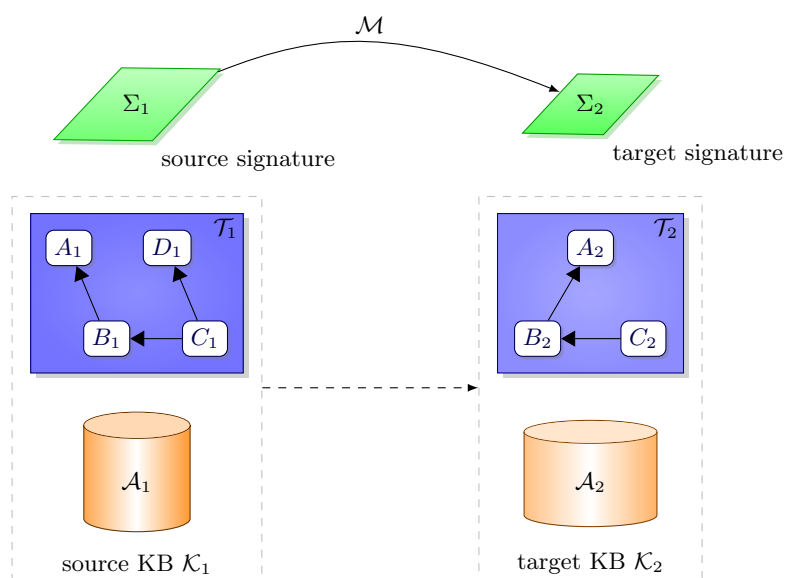 ℳ
Σ₁
Σ₂
source signature
target signature
𝒯₁
𝒯₂
A₁
D₁
A₂
B₁
C₁
B₂
C₂
𝒜₁
𝒜₂
source KB 𝒦₁
target KB 𝒦₂